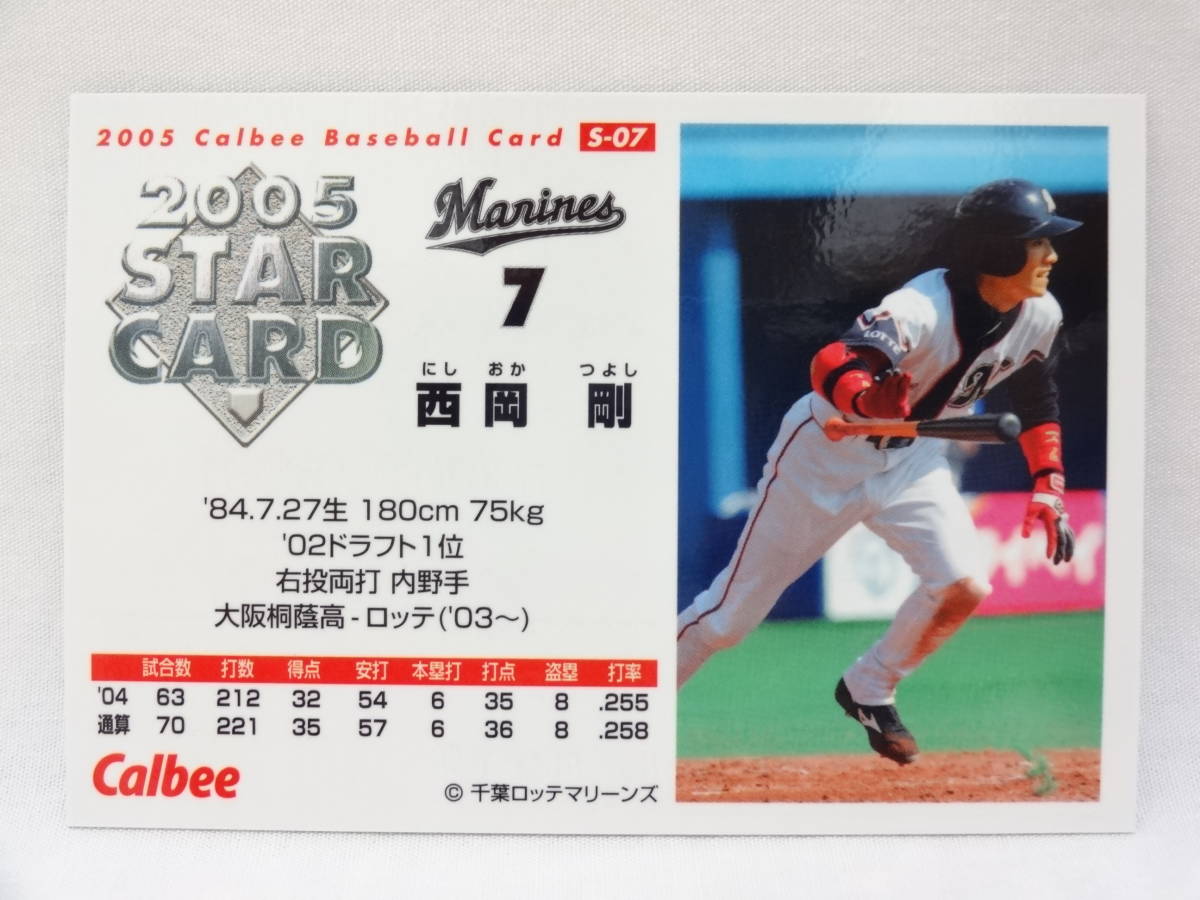 2005 Calbee Baseball Card S-07
2005
STAR
CARD
Marines
7
にし おか つよし
西岡 剛
'84.7.27生 180cm 75kg
'02ドラフト1位
右投両打 内野手
大阪桐蔭高-ロッテ('03〜)
試合数 打数 得点 安打 本塁打 打点 盗塁 打率
'04 63 212 32 54 6 35 8 .255
通算 70 221 35 57 6 36 8 .258
Calbee
© 千葉ロッテマリーンズ
LOTTE